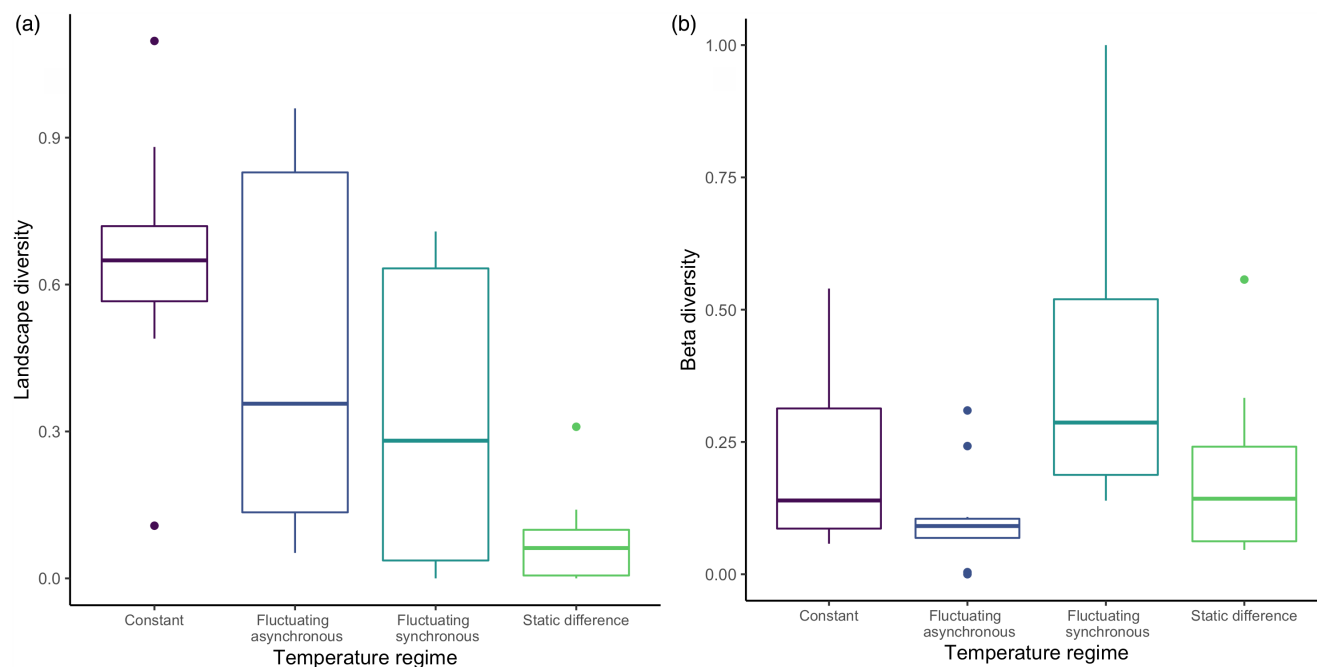 (a)
Landscape diversity
0.9
0.6
0.3
0.0
Constant
Fluctuating
asynchronous
Fluctuating
synchronous
Static difference
Temperature regime
(b)
Beta diversity
1.00
0.75
0.50
0.25
0.00
Constant
Fluctuating
asynchronous
Fluctuating
synchronous
Static difference
Temperature regime